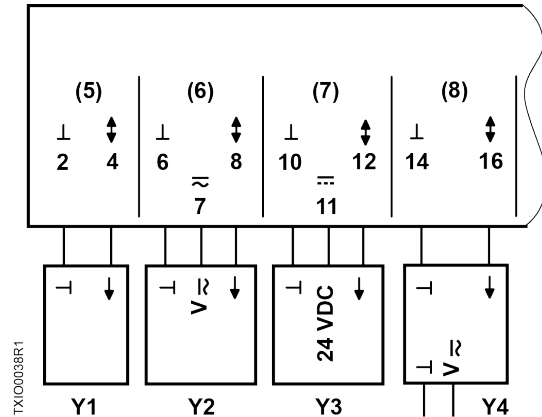 (5) (6) (7) (8)
⊥ ↕ ⊥ ↕ ⊥ ↕ ⊥ ↕
2 4 6 8 10 12 14 16
≂ ⎓
7 11
⊥ ↓ ⊥ V ≂ ↓ ⊥ 24 VDC ↓ ⊥ ↓
⊥ V ≂
Y1 Y2 Y3 Y4
TXIO0038R1